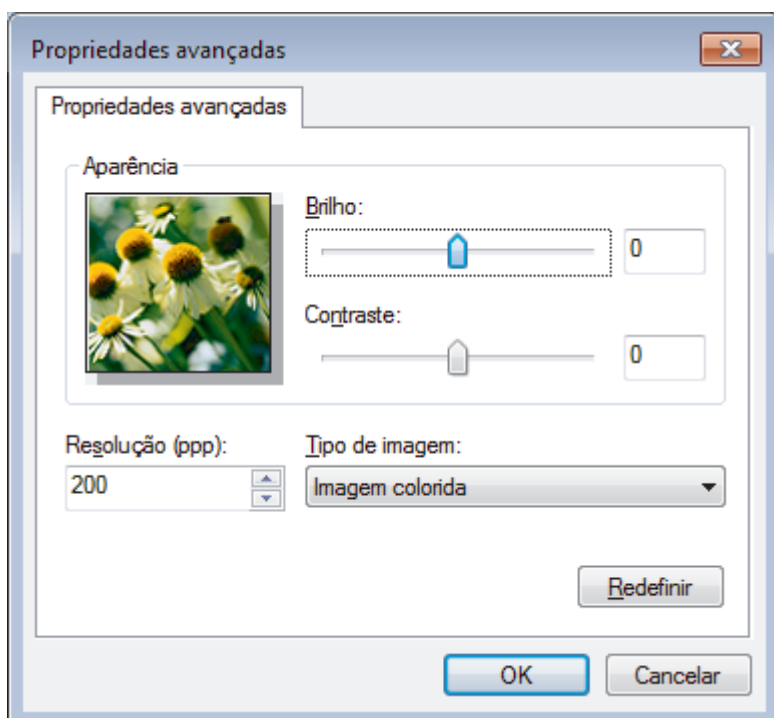 Propriedades avançadas
Propriedades avançadas
Aparência
Brilho:
0
Contraste:
0
Resolução (ppp):
Tipo de imagem:
200
Imagem colorida
Redefinir
OK
Cancelar